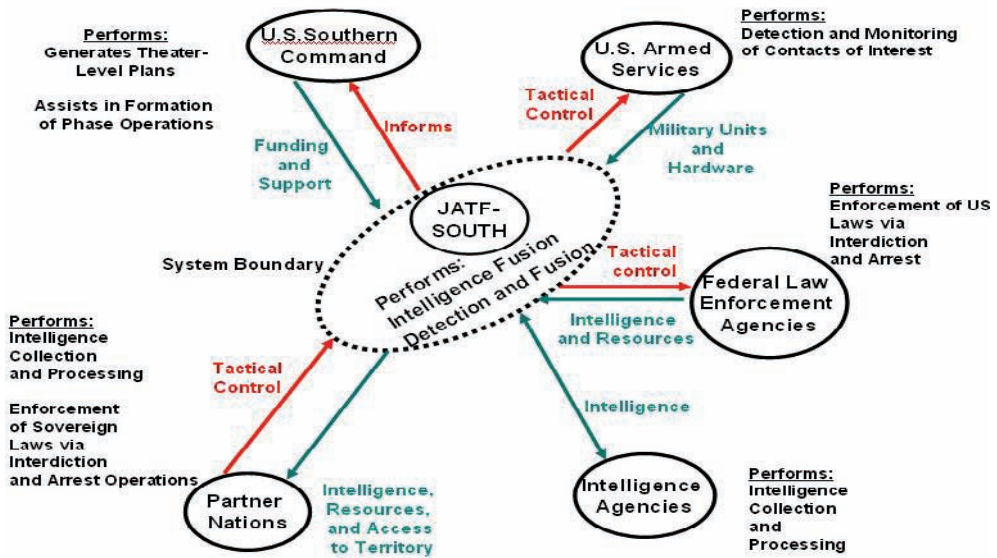 Performs:
Generates Theater-
Level Plans
Assists in Formation
of Phase Operations
U.S.Southern
Command
U.S. Armed
Services
Performs:
Detection and Monitoring
of Contacts of Interest
Informs
Funding
and
Support
Tactical
Control
Military Units
and
Hardware
JATF-
SOUTH
System Boundary
Performs:
Intelligence Fusion
Detection and Fusion
Performs:
Enforcement of US
Laws via
Interdiction
and Arrest
Tactical
control
Federal Law
Enforcement
Agencies
Intelligence
and Resources
Performs:
Intelligence
Collection
and Processing
Enforcement
of Sovereign
Laws via
Interdiction
and Arrest Operations
Tactical
Control
Intelligence
Partner
Nations
Intelligence,
Resources,
and Access
to Territory
Intelligence
Agencies
Performs:
Intelligence
Collection
and
Processing